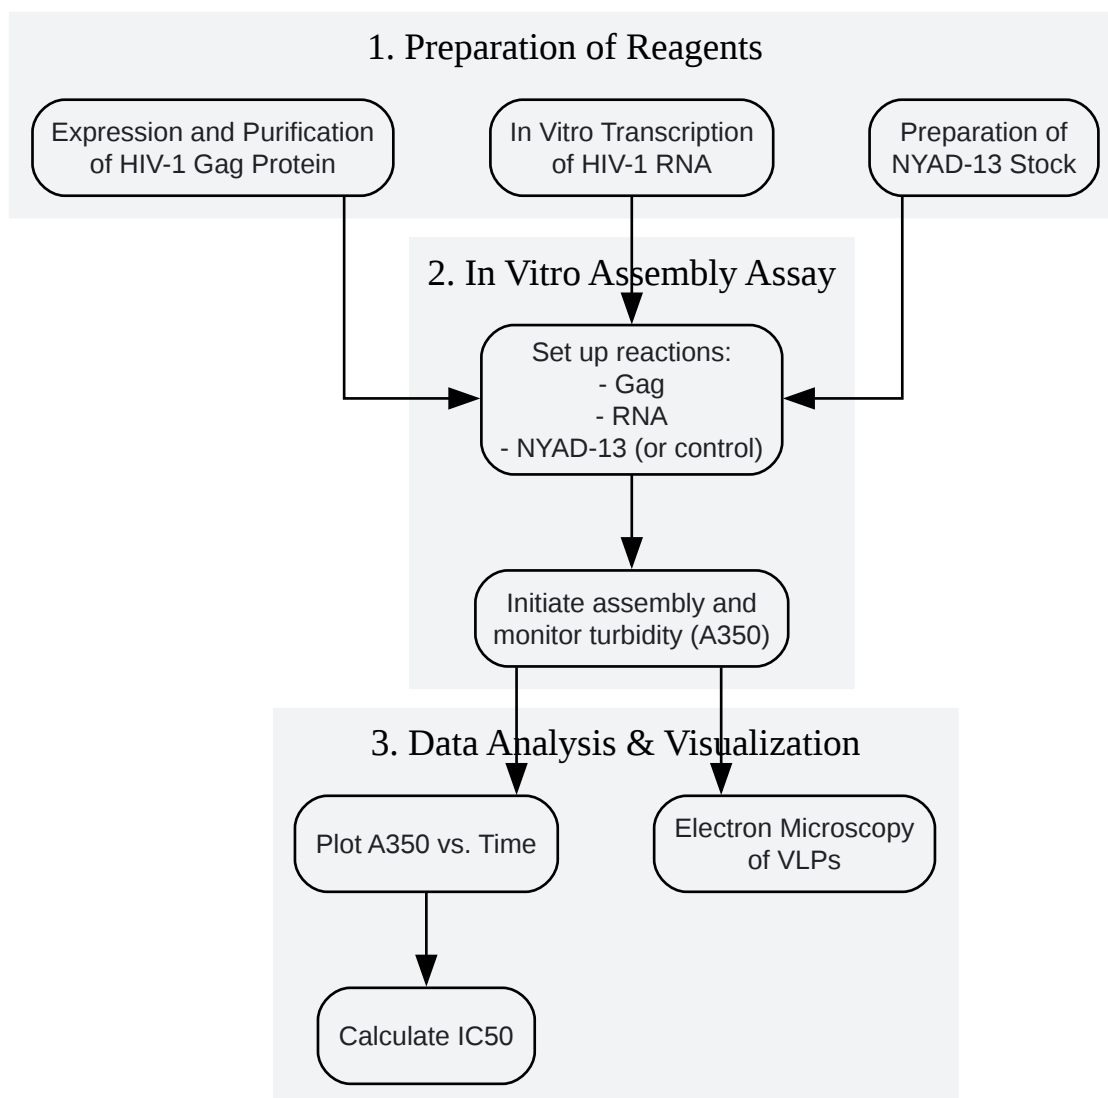 1. Preparation of Reagents
Expression and Purification
of HIV-1 Gag Protein
In Vitro Transcription
of HIV-1 RNA
Preparation of
NYAD-13 Stock
2. In Vitro Assembly Assay
Set up reactions:
- Gag
- RNA
- NYAD-13 (or control)
Initiate assembly and
monitor turbidity (A350)
3. Data Analysis & Visualization
Plot A350 vs. Time
Electron Microscopy
of VLPs
Calculate IC50